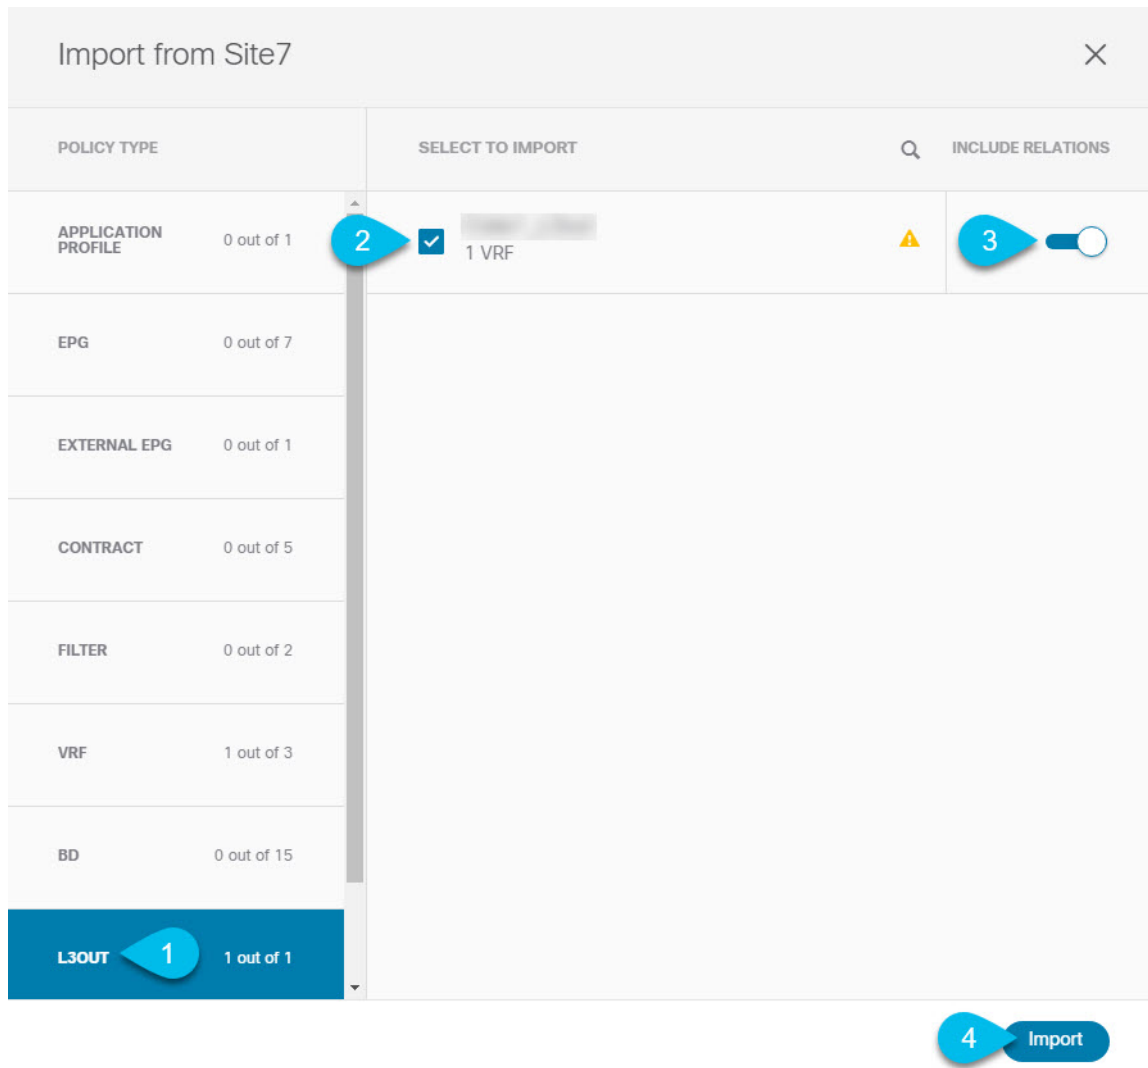 Import from Site7
POLICY TYPE
SELECT TO IMPORT
INCLUDE RELATIONS
APPLICATION
PROFILE
0 out of 1
2
1 VRF
3
EPG
0 out of 7
EXTERNAL EPG
0 out of 1
CONTRACT
0 out of 5
FILTER
0 out of 2
VRF
1 out of 3
BD
0 out of 15
L3OUT
1
1 out of 1
4
Import